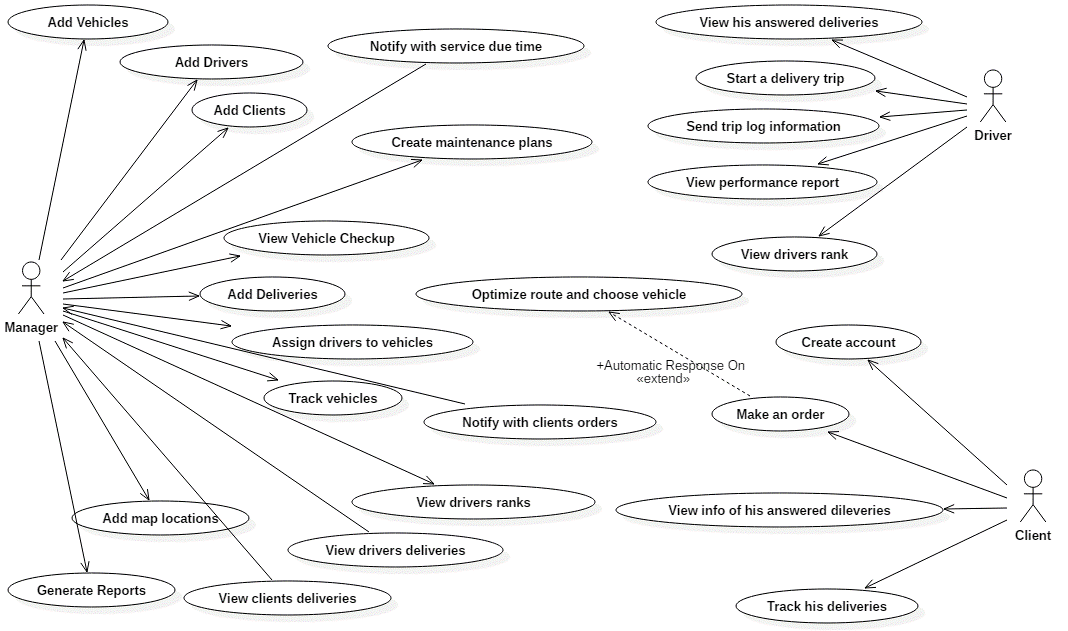 Add Vehicles
View his answered deliveries
Notify with service due time
Add Drivers
Start a delivery trip
Add Clients
Send trip log information
Driver
Create maintenance plans
View performance report
View Vehicle Checkup
View drivers rank
Add Deliveries
Optimize route and choose vehicle
Manager
Assign drivers to vehicles
Create account
+Automatic Response On
«extend»
Track vehicles
Make an order
Notify with clients orders
View drivers ranks
View info of his answered dileveries
Add map locations
Client
View drivers deliveries
Generate Reports
View clients deliveries
Track his deliveries